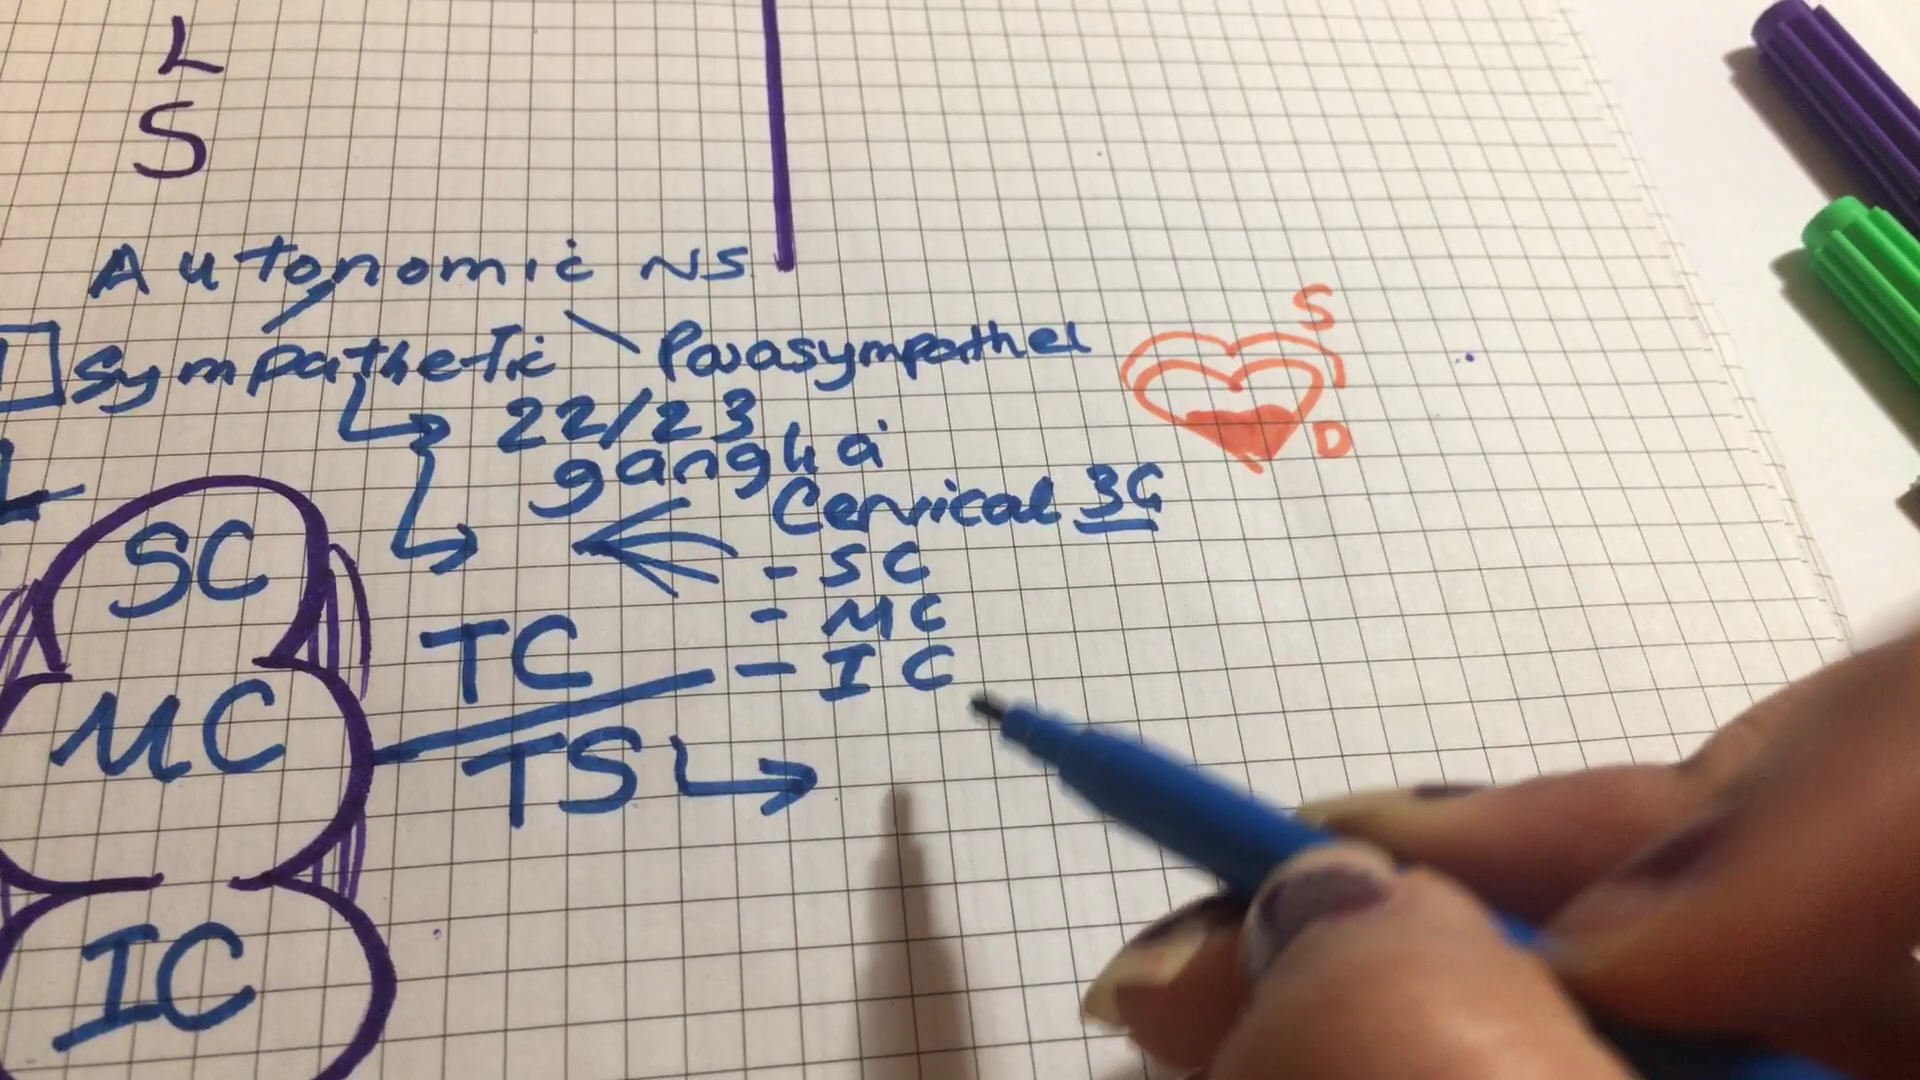 L
S
Autonomic NS
Sympathetic Parasympathet
22/23
ganglia
Cervical 3G
- SC
- MC
- IC
S
D
SC
MC
IC
TC
TS